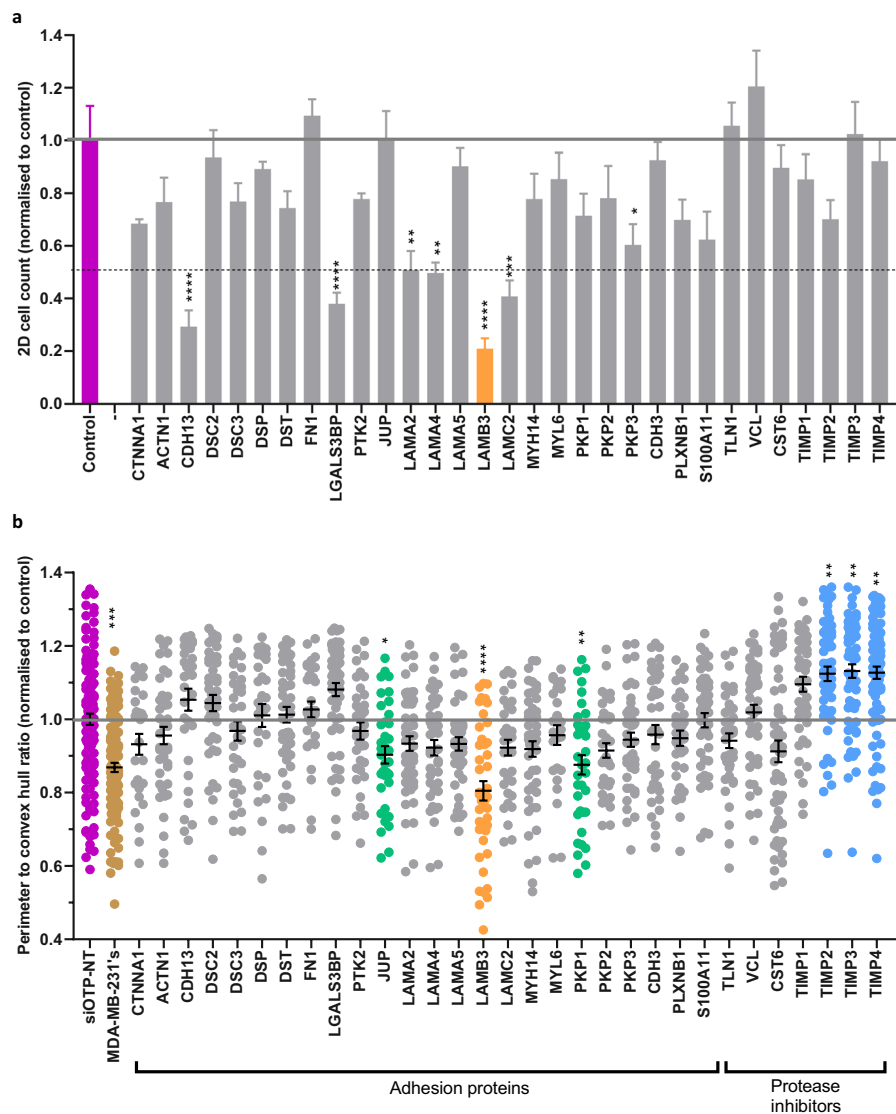 a
2D cell count (normalised to control)
1.4
1.2
1.0
0.8
0.6
0.4
0.2
0.0
****
****
**
**
****
***
*
Control
-
CTNNA1
ACTN1
CDH13
DSC2
DSC3
DSP
DST
FN1
LGALS3BP
PTK2
JUP
LAMA2
LAMA4
LAMA5
LAMB3
LAMC2
MYH14
MYL6
PKP1
PKP2
PKP3
CDH3
PLXNB1
S100A11
TLN1
VCL
CST6
TIMP1
TIMP2
TIMP3
TIMP4
b
Perimeter to convex hull ratio (normalised to control)
1.4
1.2
1.0
0.8
0.6
0.4
***
*
****
**
**
**
**
siOTP-NT
MDA-MB-231's
CTNNA1
ACTN1
CDH13
DSC2
DSC3
DSP
DST
FN1
LGALS3BP
PTK2
JUP
LAMA2
LAMA4
LAMA5
LAMB3
LAMC2
MYH14
MYL6
PKP1
PKP2
PKP3
CDH3
PLXNB1
S100A11
TLN1
VCL
CST6
TIMP1
TIMP2
TIMP3
TIMP4
Adhesion proteins
Protease
inhibitors